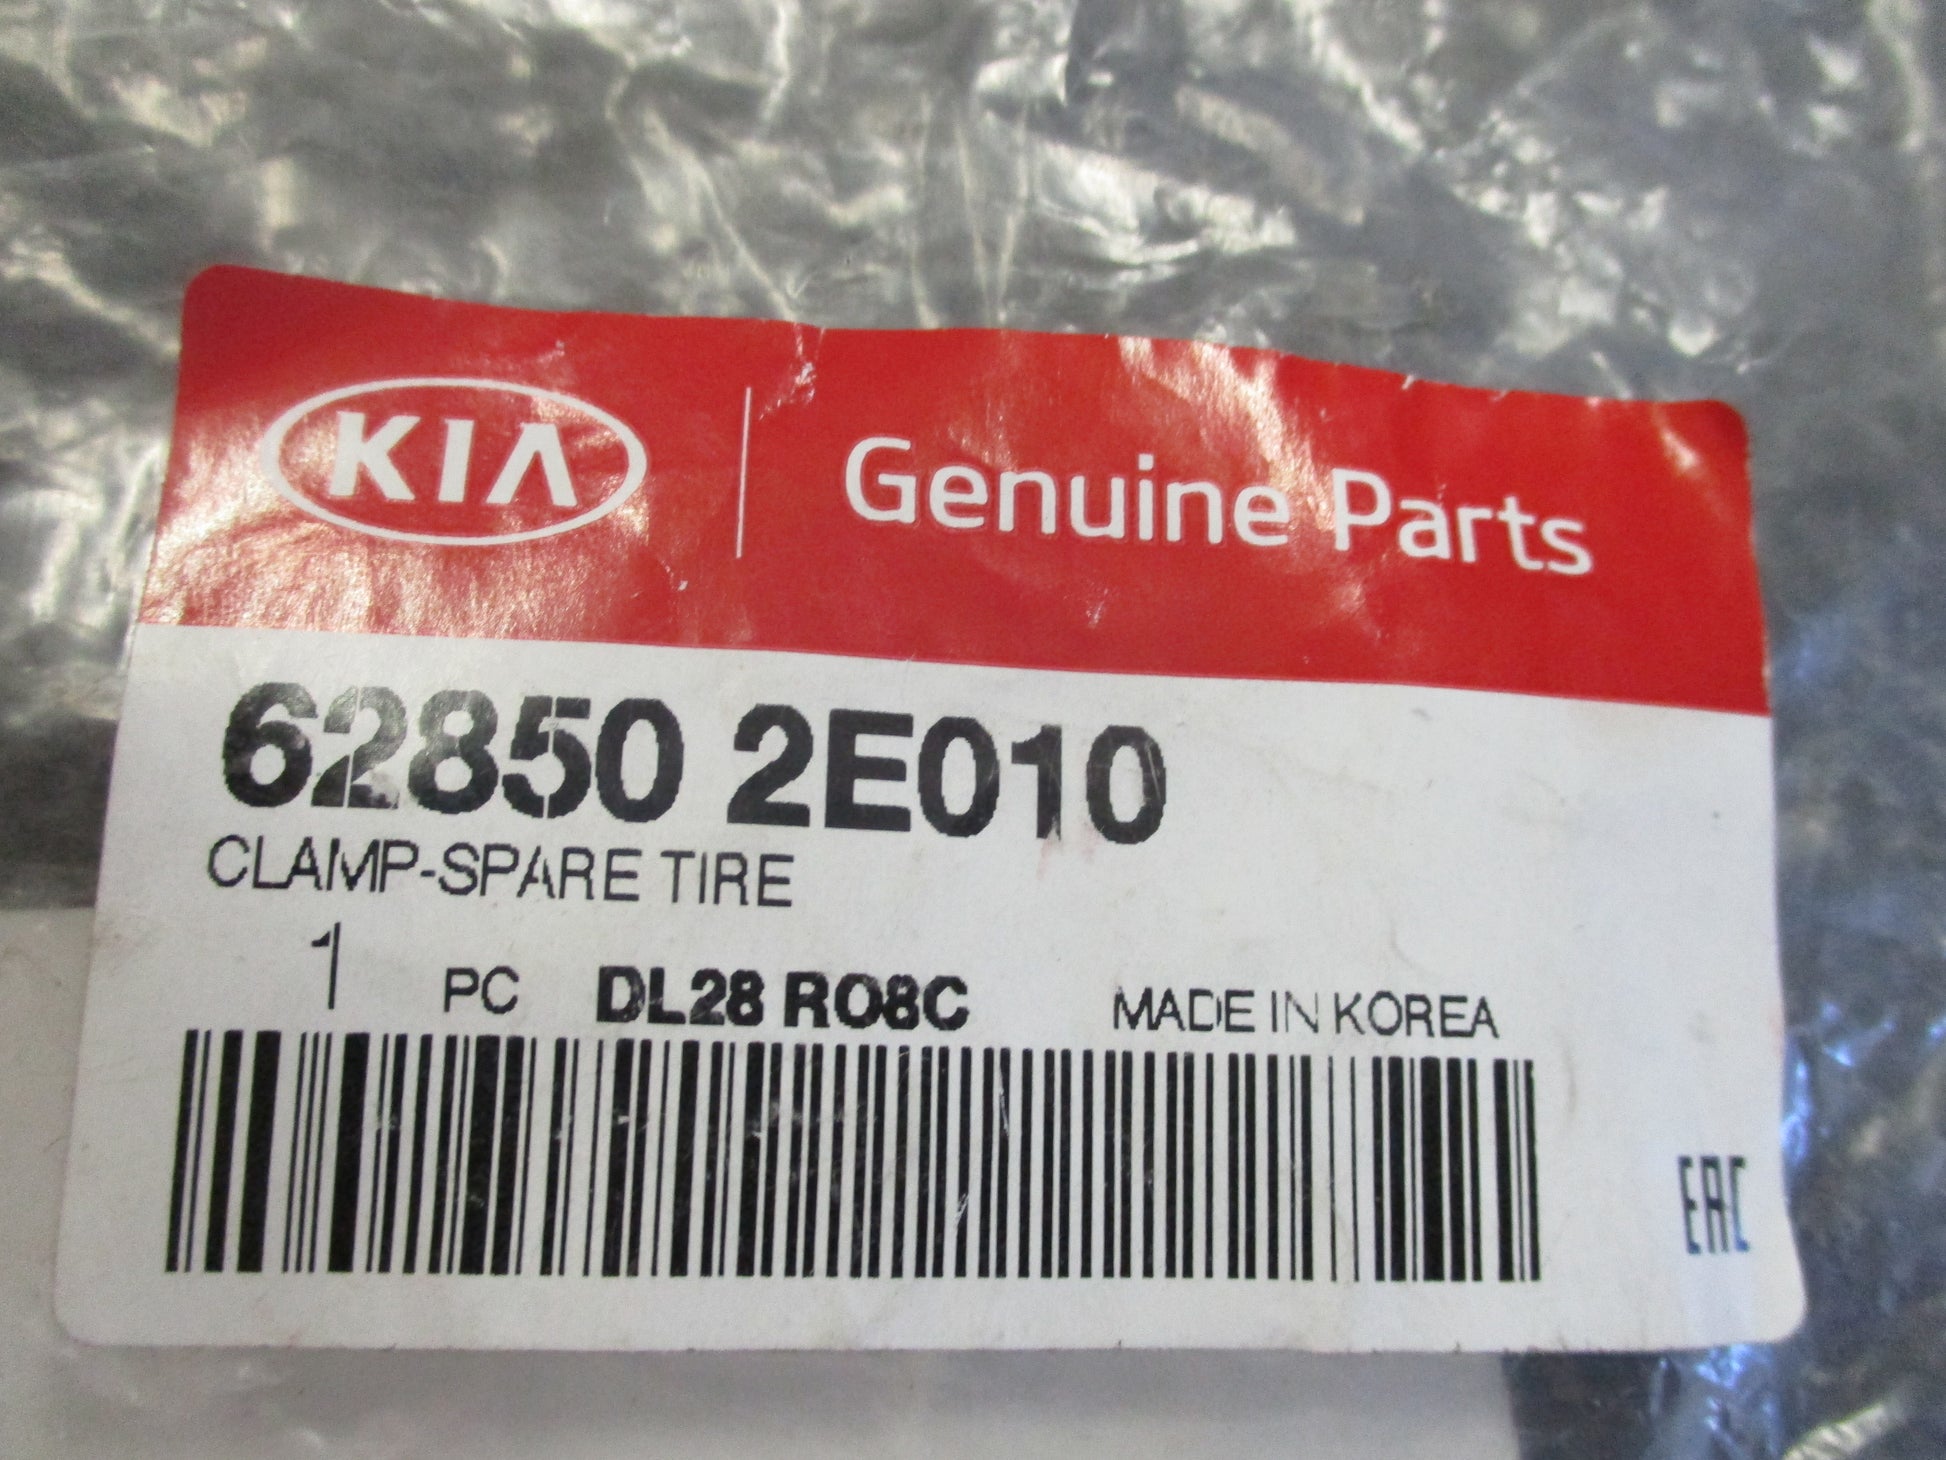 KIA Genuine Parts
62850 2E010
CLAMP-SPARE TIRE
1 PC DL28 RO8C MADE IN KOREA
EAC